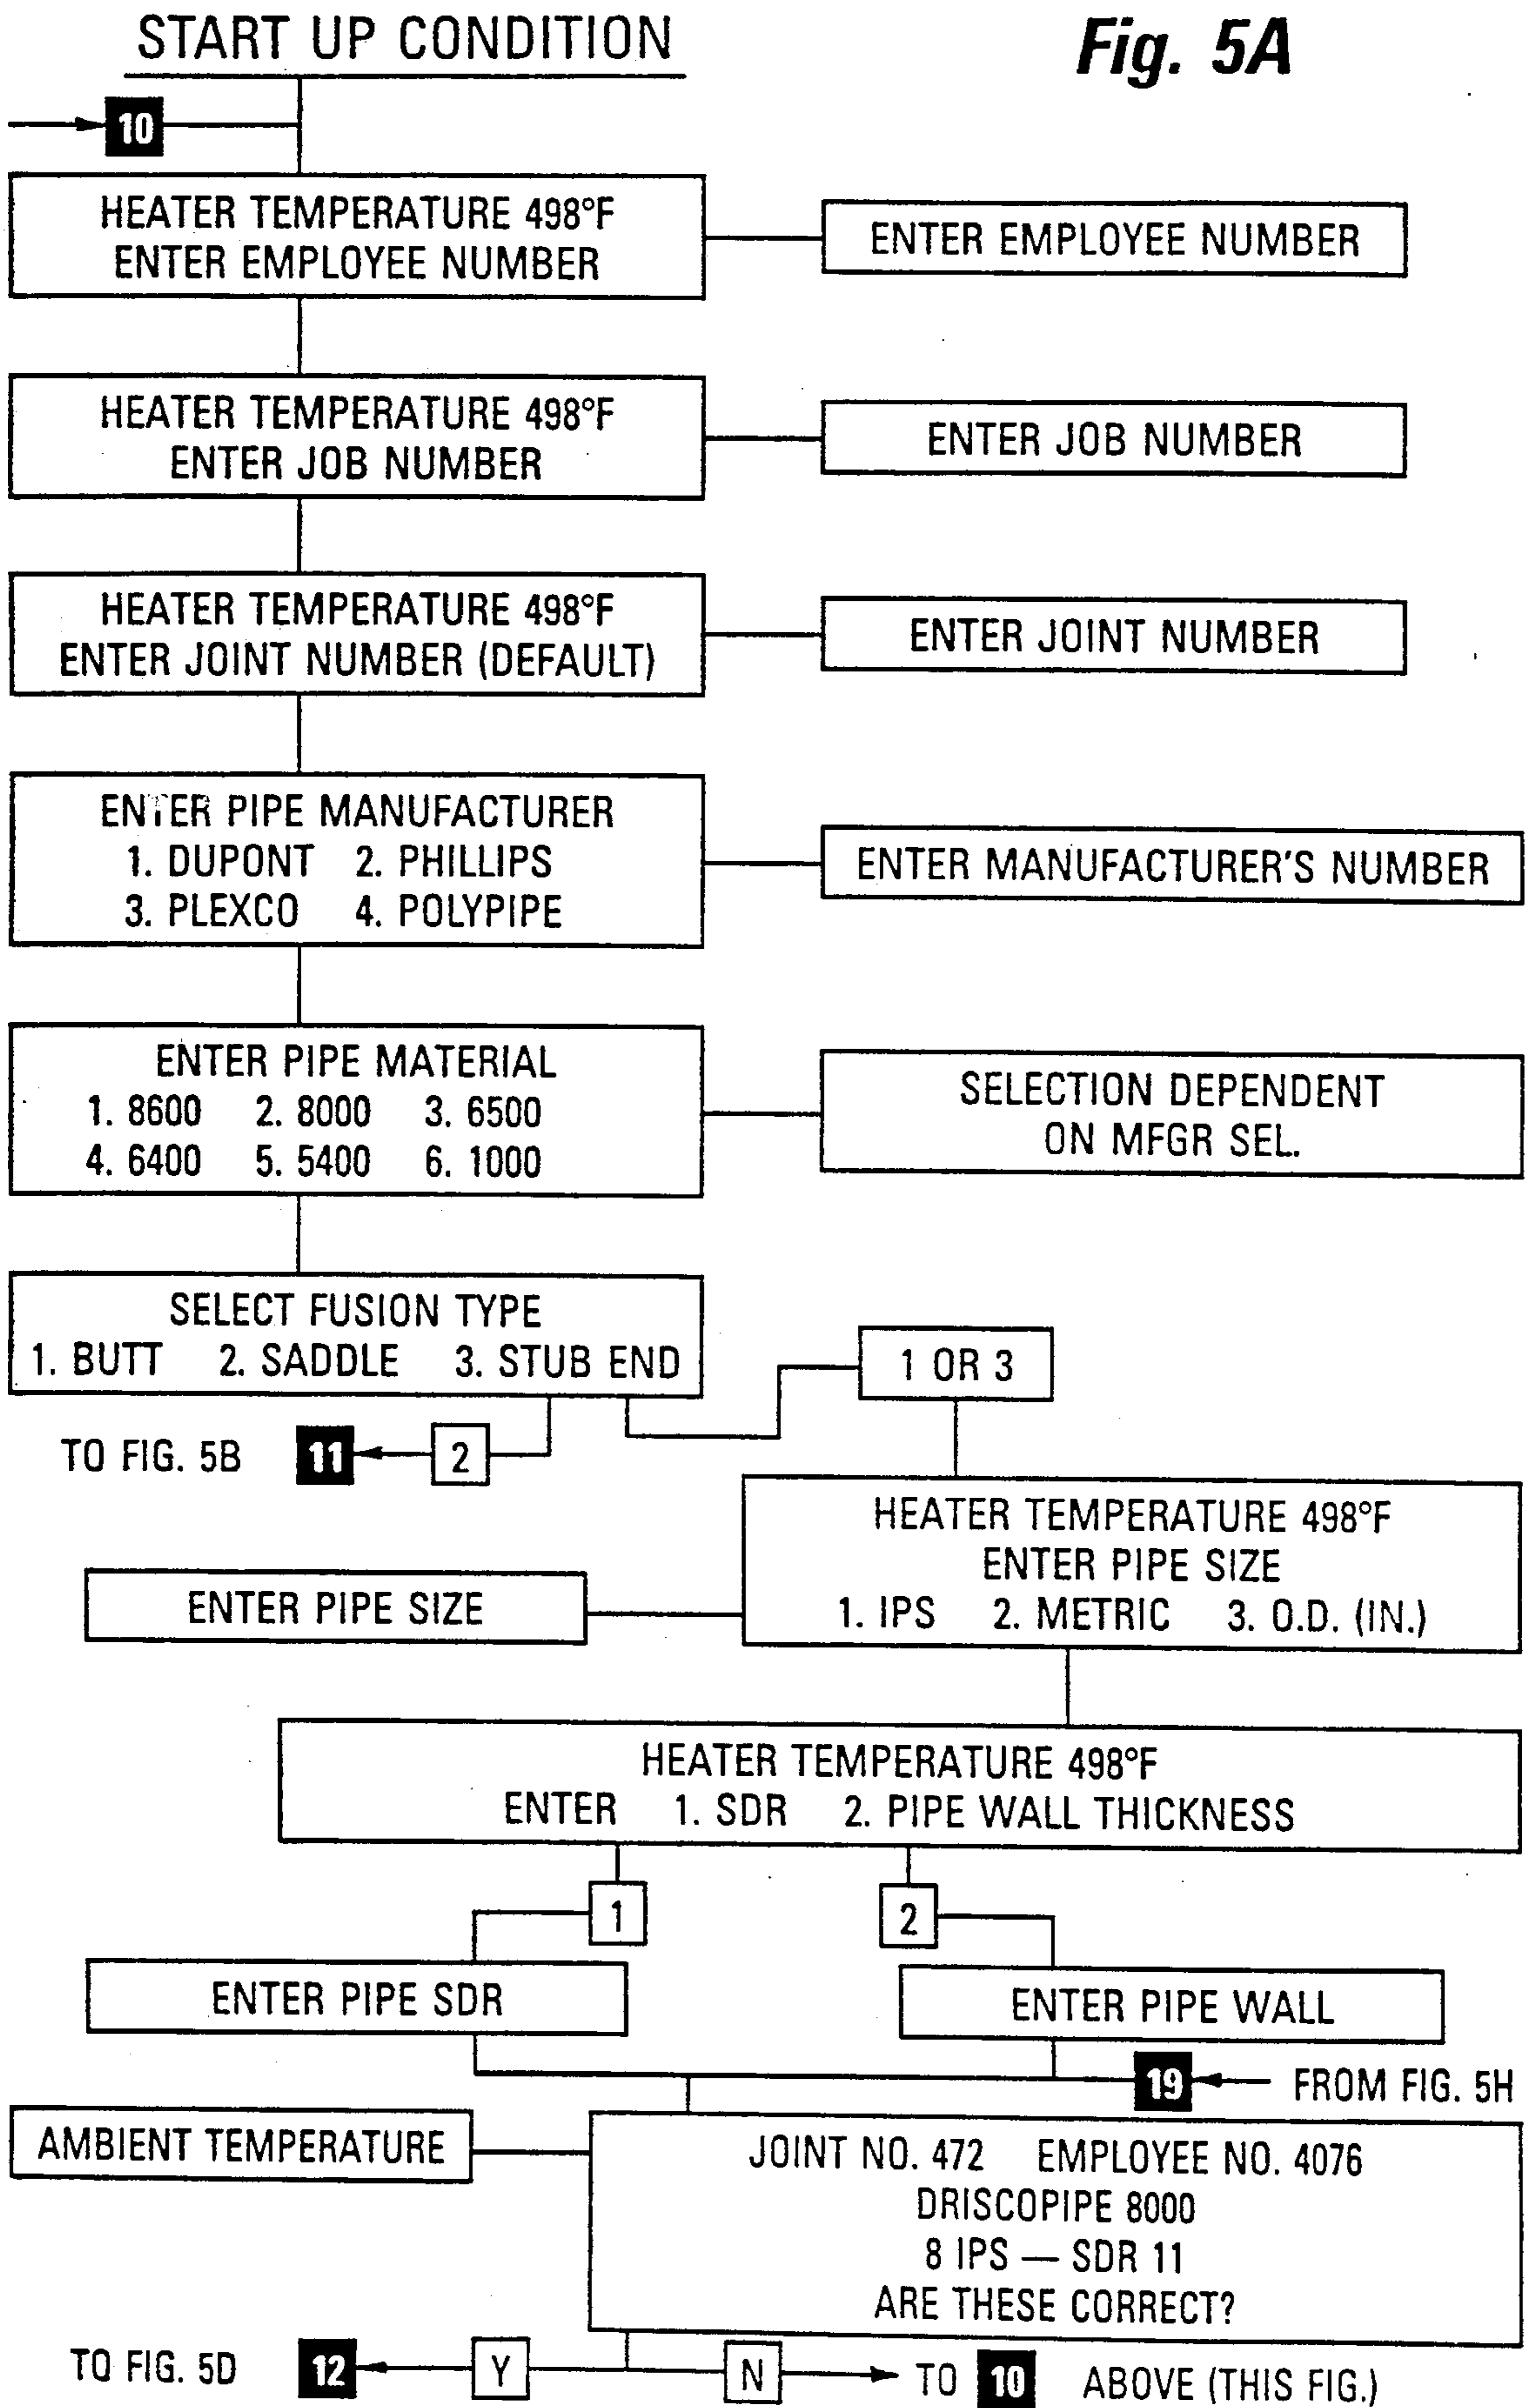 START UP CONDITION
Fig. 5A
10
HEATER TEMPERATURE 498°F
ENTER EMPLOYEE NUMBER
ENTER EMPLOYEE NUMBER
HEATER TEMPERATURE 498°F
ENTER JOB NUMBER
ENTER JOB NUMBER
HEATER TEMPERATURE 498°F
ENTER JOINT NUMBER (DEFAULT)
ENTER JOINT NUMBER
ENTER PIPE MANUFACTURER
1. DUPONT 2. PHILLIPS
3. PLEXCO 4. POLYPIPE
ENTER MANUFACTURER'S NUMBER
ENTER PIPE MATERIAL
1. 8600 2. 8000 3. 6500
4. 6400 5. 5400 6. 1000
SELECTION DEPENDENT
ON MFGR SEL.
SELECT FUSION TYPE
1. BUTT 2. SADDLE 3. STUB END
1 OR 3
TO FIG. 5B 11 2
HEATER TEMPERATURE 498°F
ENTER PIPE SIZE
1. IPS 2. METRIC 3. O.D. (IN.)
ENTER PIPE SIZE
HEATER TEMPERATURE 498°F
ENTER 1. SDR 2. PIPE WALL THICKNESS
1
2
ENTER PIPE SDR
ENTER PIPE WALL
19 FROM FIG. 5H
AMBIENT TEMPERATURE
JOINT NO. 472 EMPLOYEE NO. 4076
DRISCOPIPE 8000
8 IPS — SDR 11
ARE THESE CORRECT?
TO FIG. 5D 12 Y N TO 10 ABOVE (THIS FIG.)